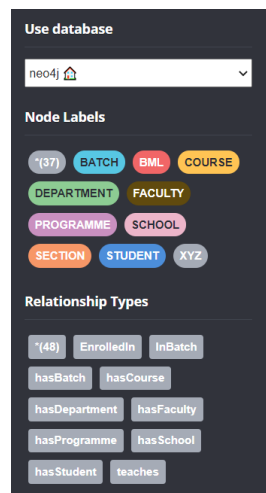 Use database
neo4j
Node Labels
*(37) BATCH BML COURSE
DEPARTMENT FACULTY
PROGRAMME SCHOOL
SECTION STUDENT XYZ
Relationship Types
*(48) EnrolledIn InBatch
hasBatch hasCourse
hasDepartment hasFaculty
hasProgramme hasSchool
hasStudent teaches